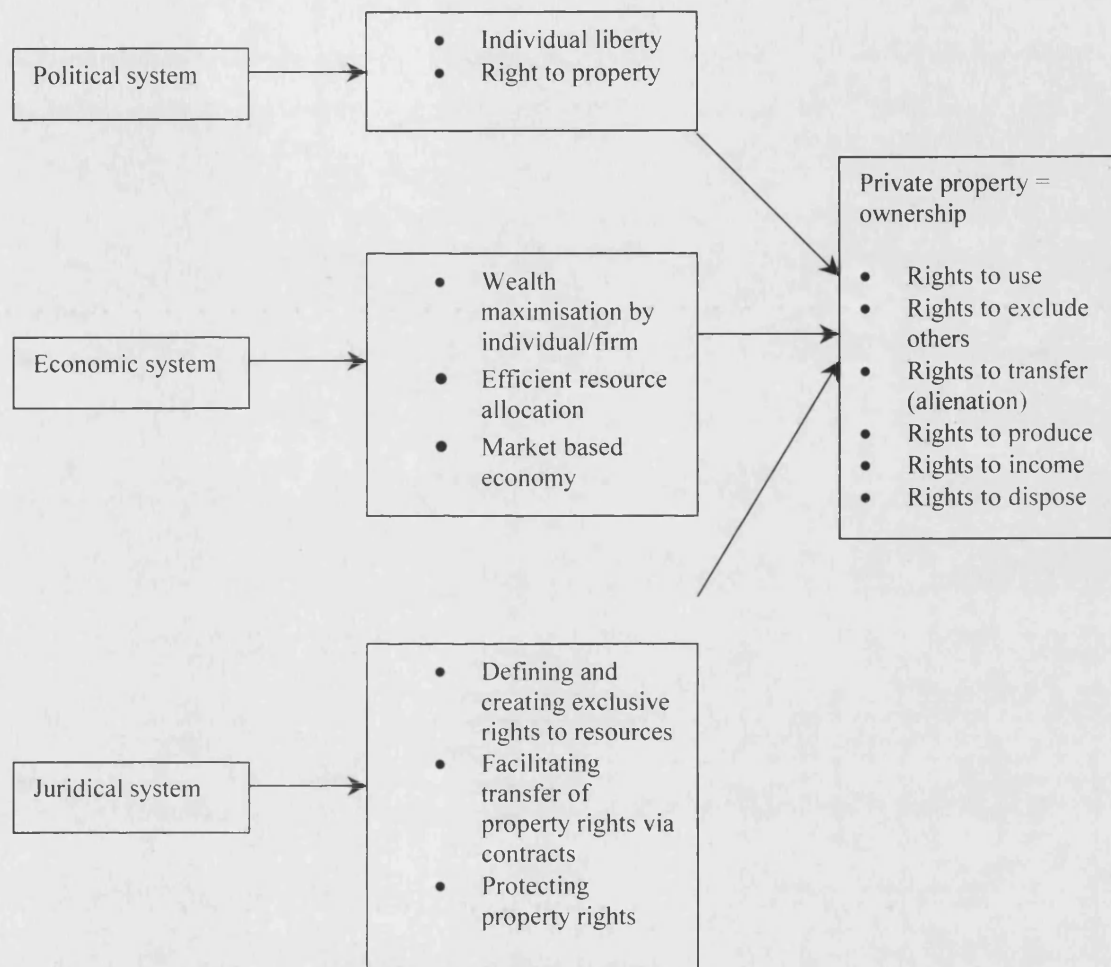 Political system
• Individual liberty
• Right to property
Economic system
• Wealth
maximisation by
individual/firm
• Efficient resource
allocation
• Market based
economy
Juridical system
• Defining and
creating exclusive
rights to resources
• Facilitating
transfer of
property rights via
contracts
• Protecting
property rights
Private property =
ownership
• Rights to use
• Rights to exclude
others
• Rights to transfer
(alienation)
• Rights to produce
• Rights to income
• Rights to dispose